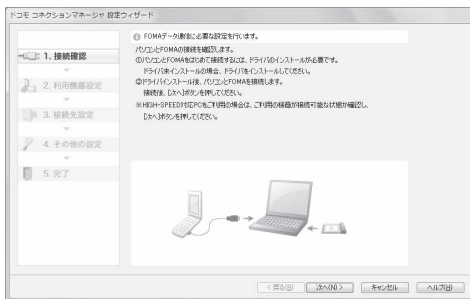 ドコモ コネクションマネージャ 設定ウィザード
FOMAデータ通信に必要な設定を行います。
1. 接続確認
2. 利用機器設定
3. 接続先設定
4. その他の設定
5. 完了
パソコンとFOMAの接続を確認します。
①パソコンとFOMAをはじめて接続するには、ドライバのインストールが必要です。
ドライバ未インストールの場合、ドライバをインストールしてください。
②ドライバインストール後、パソコンとFOMAを接続します。
接続後、[次へ]ボタンを押してください。
※HIGH-SPEED対応PCをご利用の場合は、ご利用の機器が接続可能な状態か確認し、
[次へ]ボタンを押してください。
< 戻る(B)
次へ(N) >
キャンセル
ヘルプ(H)